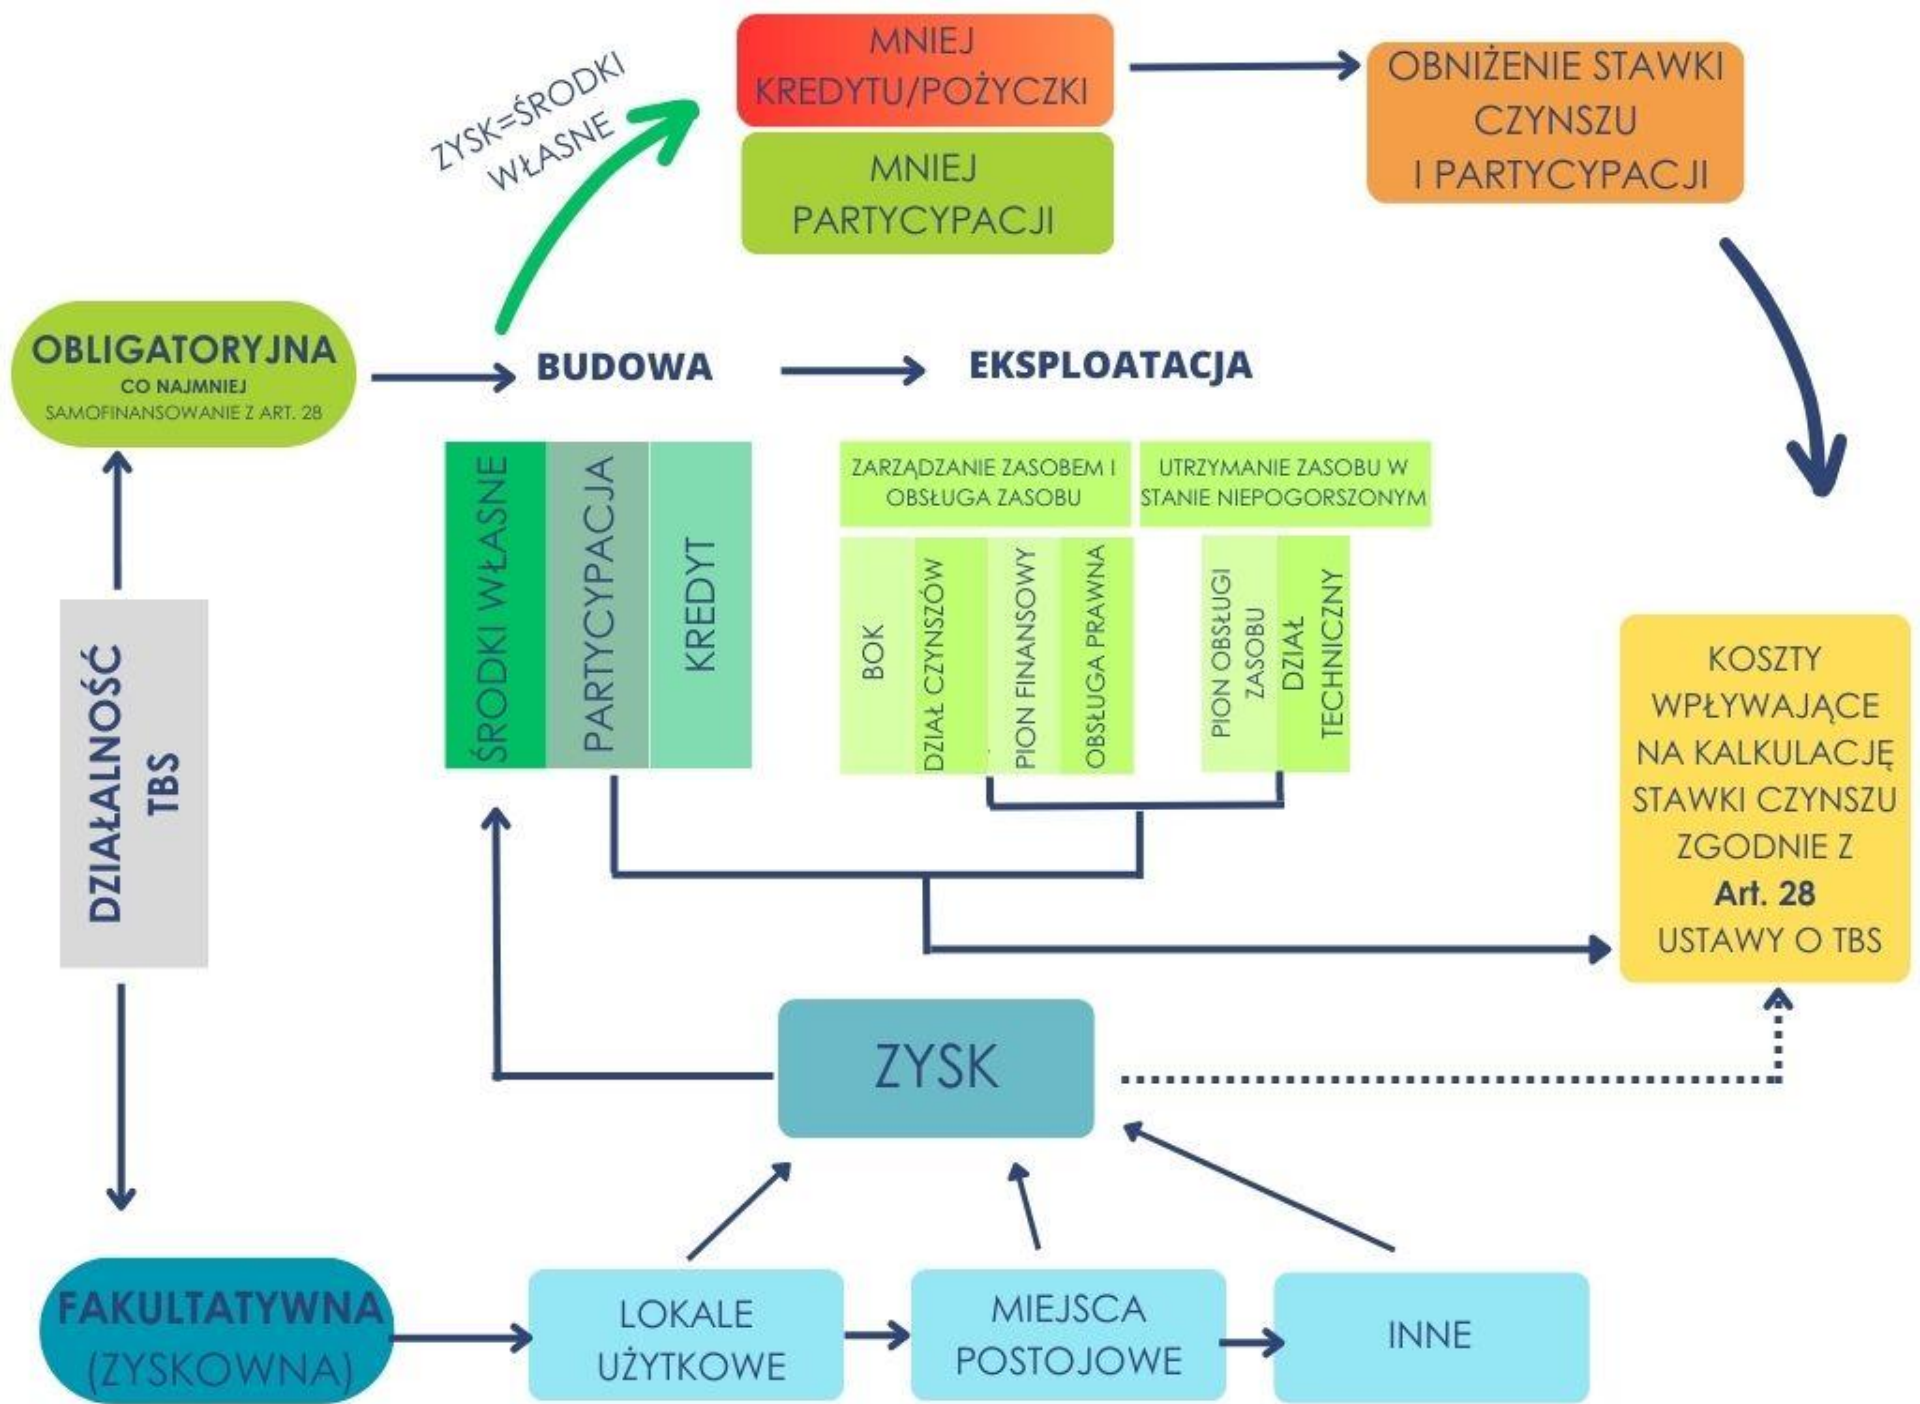 ZYSK=ŚRODKI
WŁASNE
MNIEJ
KREDYTU/POŻYCZKI
MNIEJ
PARTYCYPACJI
OBNIŻENIE STAWKI
CZYNSZU
I PARTYCYPACJI
OBLIGATORYJNA
CO NAJMNIEJ
SAMOFINANSOWANIE Z ART. 28
BUDOWA
EKSPLOATACJA
ŚRODKI WŁASNE
PARTYCYPACJA
KREDYT
ZARZĄDZANIE ZASOBEM I
OBSŁUGA ZASOBU
UTRZYMANIE ZASOBU W
STANIE NIEPOGORSZONYM
BOK
DZIAŁ CZYNSZÓW
PION FINANSOWY
OBSŁUGA PRAWNA
PION OBSŁUGI
ZASOBU
DZIAŁ
TECHNICZNY
DZIAŁALNOŚĆ
TBS
KOSZTY
WPŁYWAJĄCE
NA KALKULACJĘ
STAWKI CZYNSZU
ZGODNIE Z
Art. 28
USTAWY O TBS
ZYSK
FAKULTATYWNA
(ZYSKOWNA)
LOKALE
UŻYTKOWE
MIEJSCA
POSTOJOWE
INNE